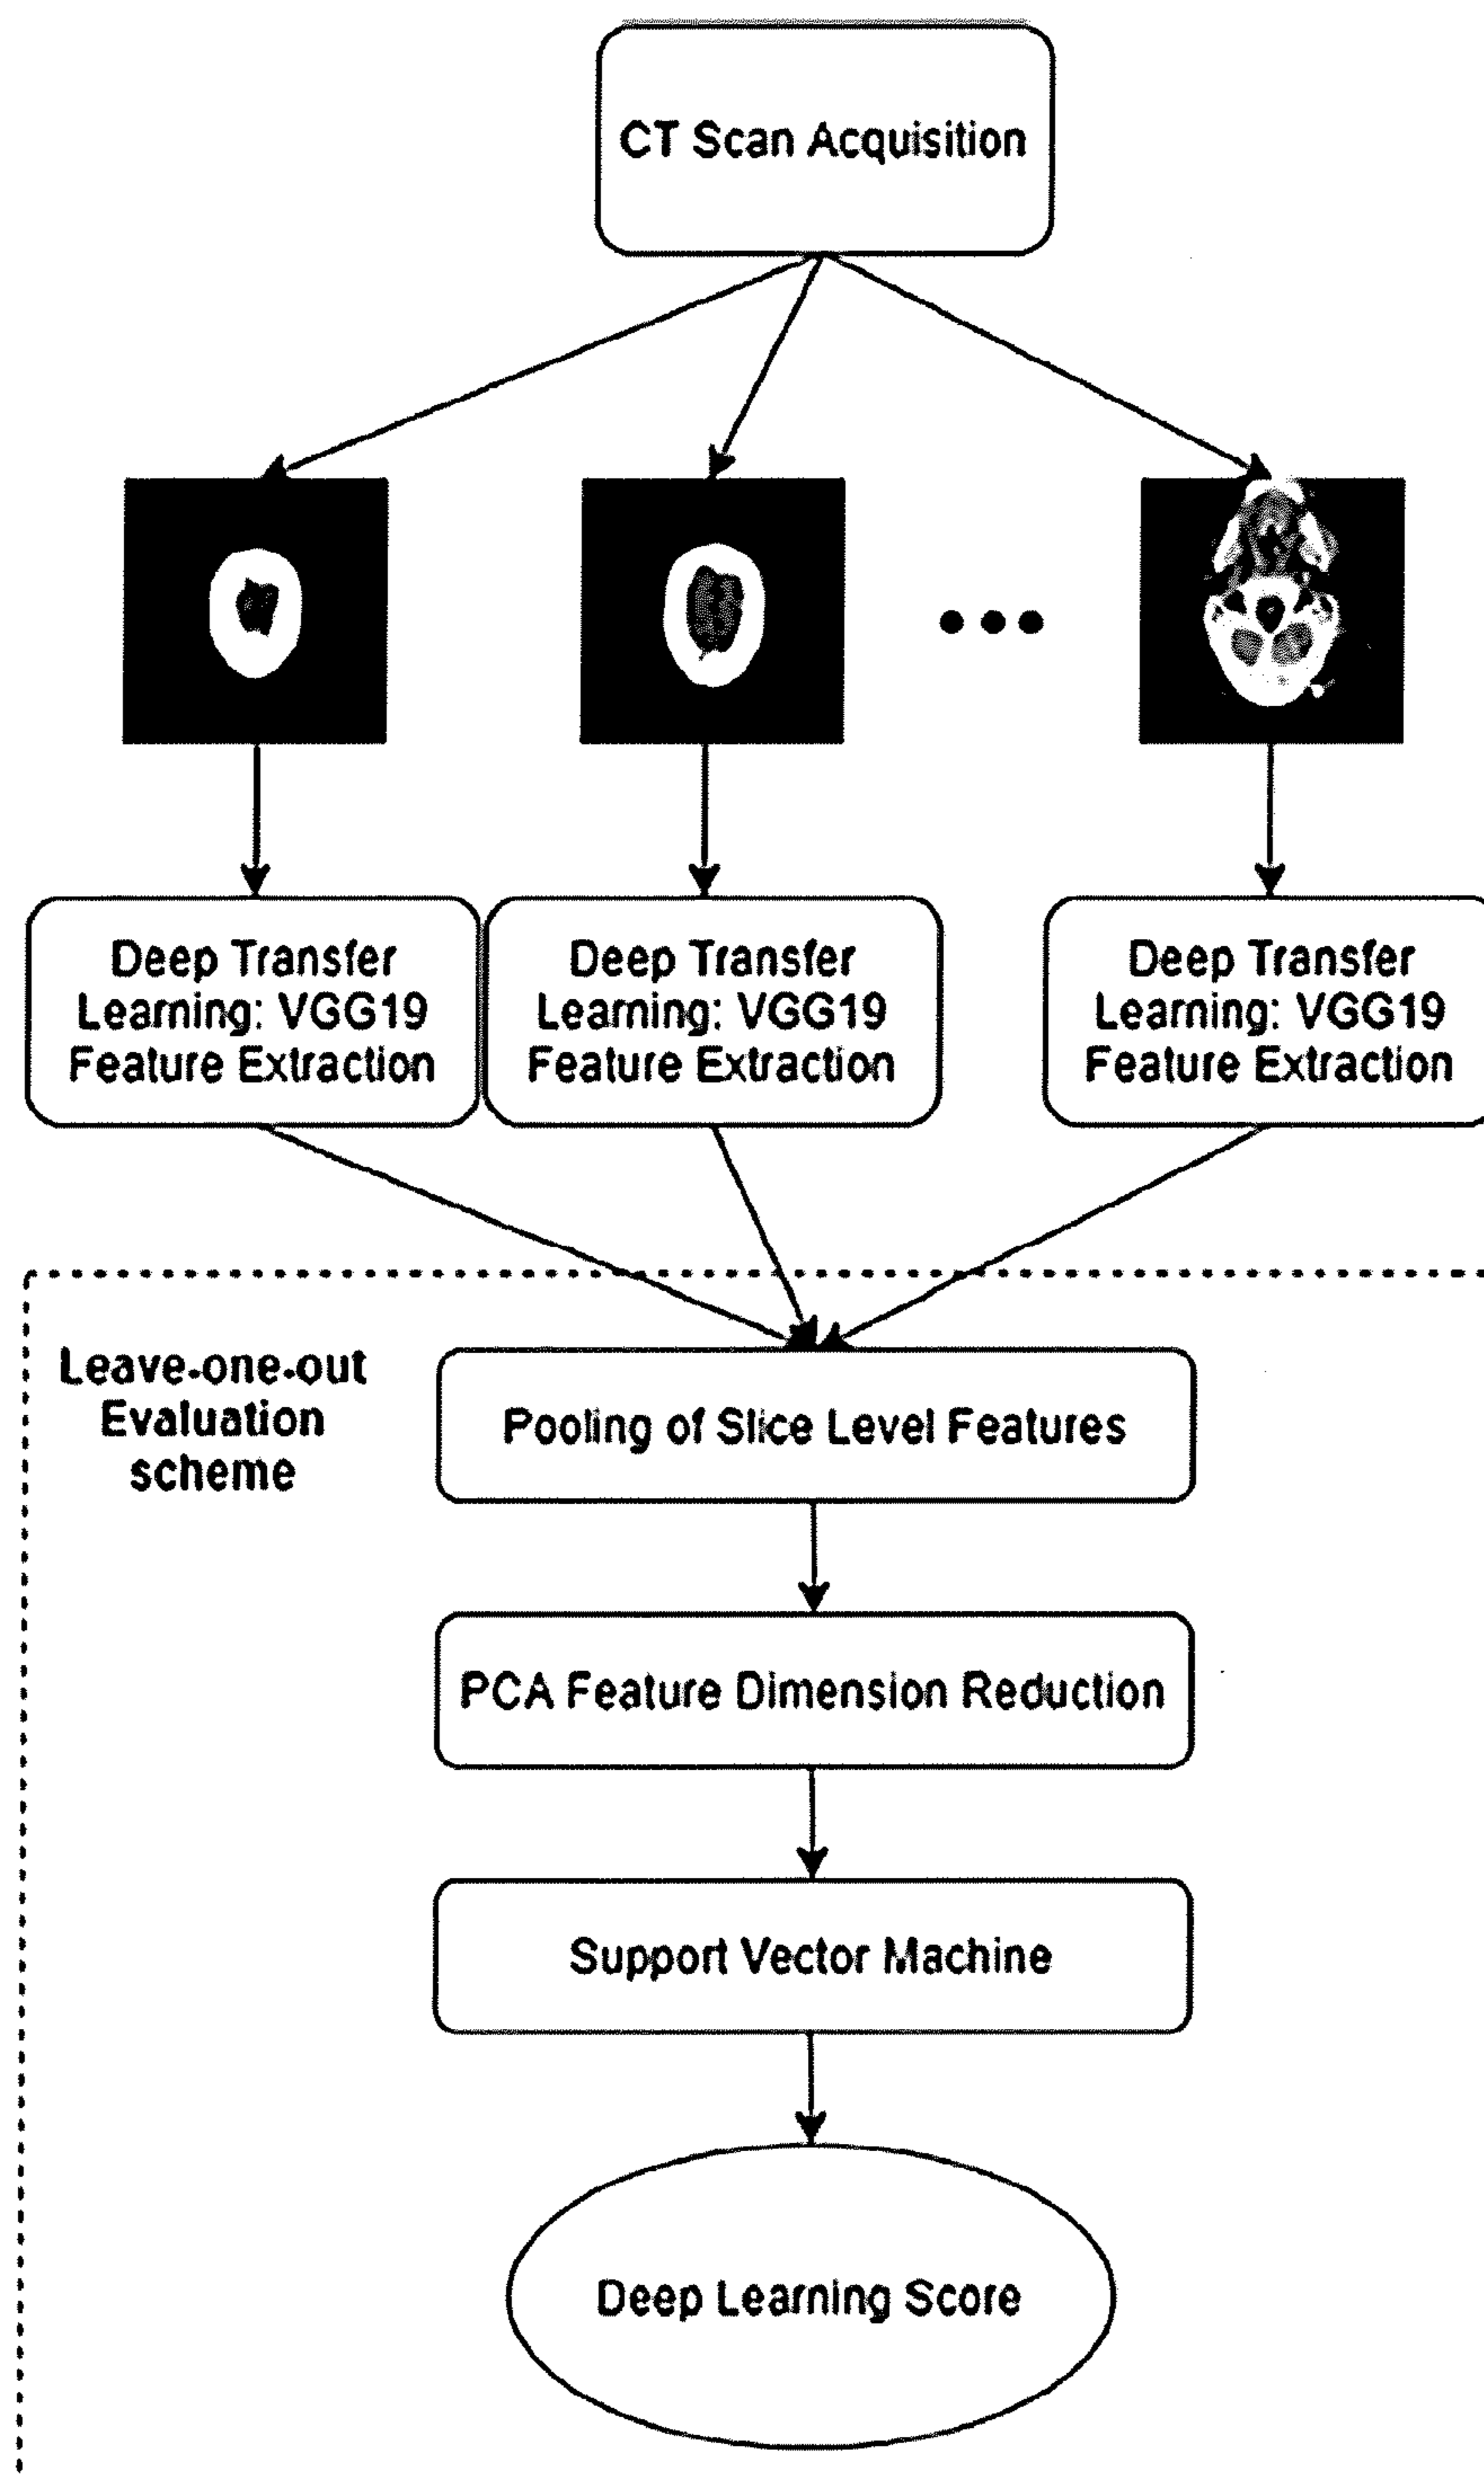 CT Scan Acquisition
Deep Transfer
Learning: VGG19
Feature Extraction
Deep Transfer
Learning: VGG19
Feature Extraction
Deep Transfer
Learning: VGG19
Feature Extraction
Leave-one-out
Evaluation
scheme
Pooling of Slice Level Features
PCA Feature Dimension Reduction
Support Vector Machine
Deep Learning Score